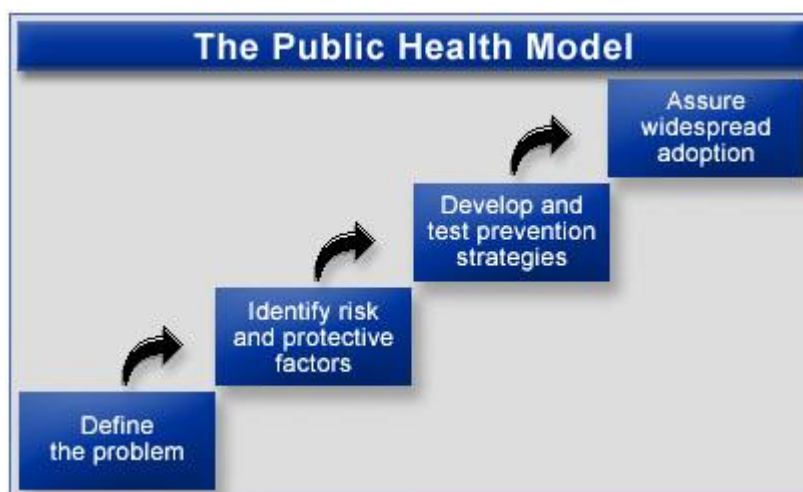 The Public Health Model
Assure
widespread
adoption
Develop and
test prevention
strategies
Identify risk
and protective
factors
Define
the problem